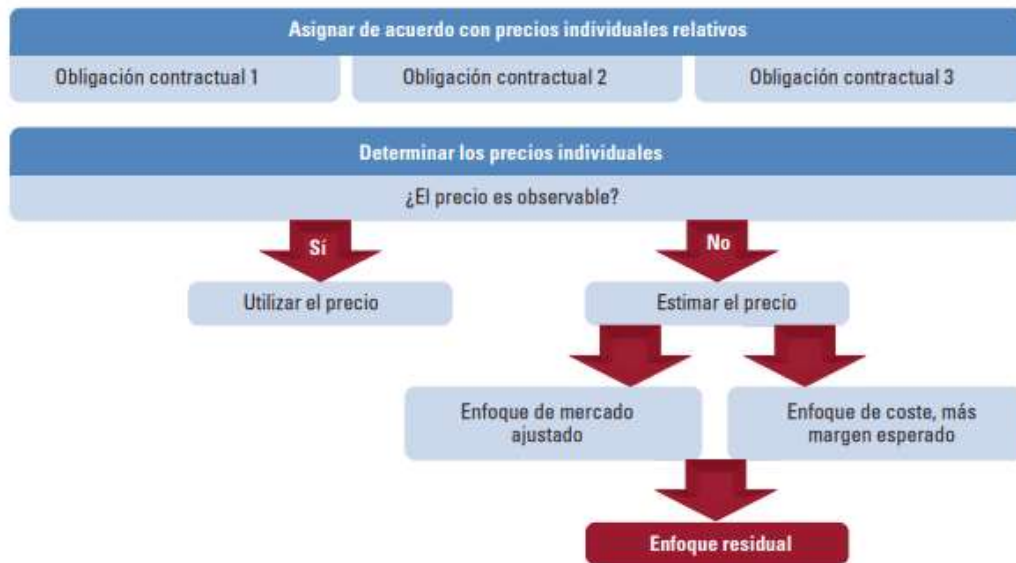 Asignar de acuerdo con precios individuales relativos
Obligación contractual 1
Obligación contractual 2
Obligación contractual 3
Determinar los precios individuales
¿El precio es observable?
Sí
No
Utilizar el precio
Estimar el precio
Enfoque de mercado
ajustado
Enfoque de coste, más
margen esperado
Enfoque residual